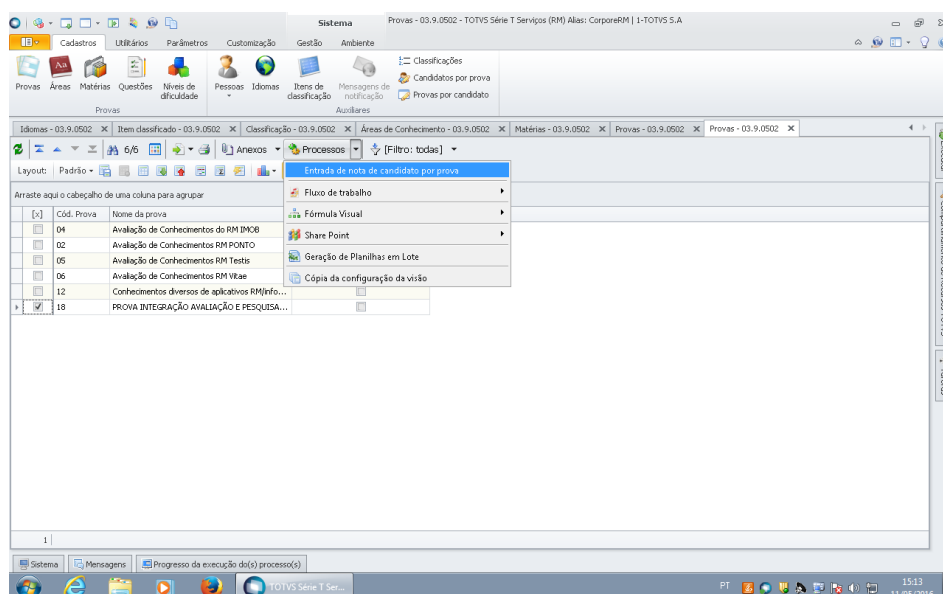 Sistema
Provas - 03.9.0502 - TOTVS Série T Serviços (RM) Alias: CorporeRM | 1-TOTVS S.A
Cadastros Utilitários Parâmetros Customização Gestão Ambiente
Provas Áreas Matérias Questões Níveis de dificuldade Pessoas Idiomas Itens de classificação Mensagens de notificação
Classificações
Candidatos por prova
Provas por candidato
Provas Auxiliares
Idiomas - 03.9.0502 Item classificado - 03.9.0502 Classificação - 03.9.0502 Áreas de Conhecimento - 03.9.0502 Matérias - 03.9.0502 Provas - 03.9.0502 Provas - 03.9.0502
6/6 Anexos Processos [Filtro: todas]
Layout: Padrão
Entrada de nota de candidato por prova
Fluxo de trabalho
Fórmula Visual
Share Point
Geração de Planilhas em Lote
Cópia da configuração da visão
Arraste aqui o cabeçalho de uma coluna para agrupar
[x] Cód. Prova Nome da prova
04 Avaliação de Conhecimentos do RM IMOB
02 Avaliação de Conhecimentos RM PONTO
05 Avaliação de Conhecimentos RM Testis
06 Avaliação de Conhecimentos RM Vitae
12 Conhecimentos diversos de aplicativos RM(info...
18 PROVA INTEGRAÇÃO AVALIAÇÃO E PESQUISA...
1
Sistema Mensagens Progresso da execução do(s) processo(s)
TOTVS Série T Ser...
PT
15:13
11/05/2016